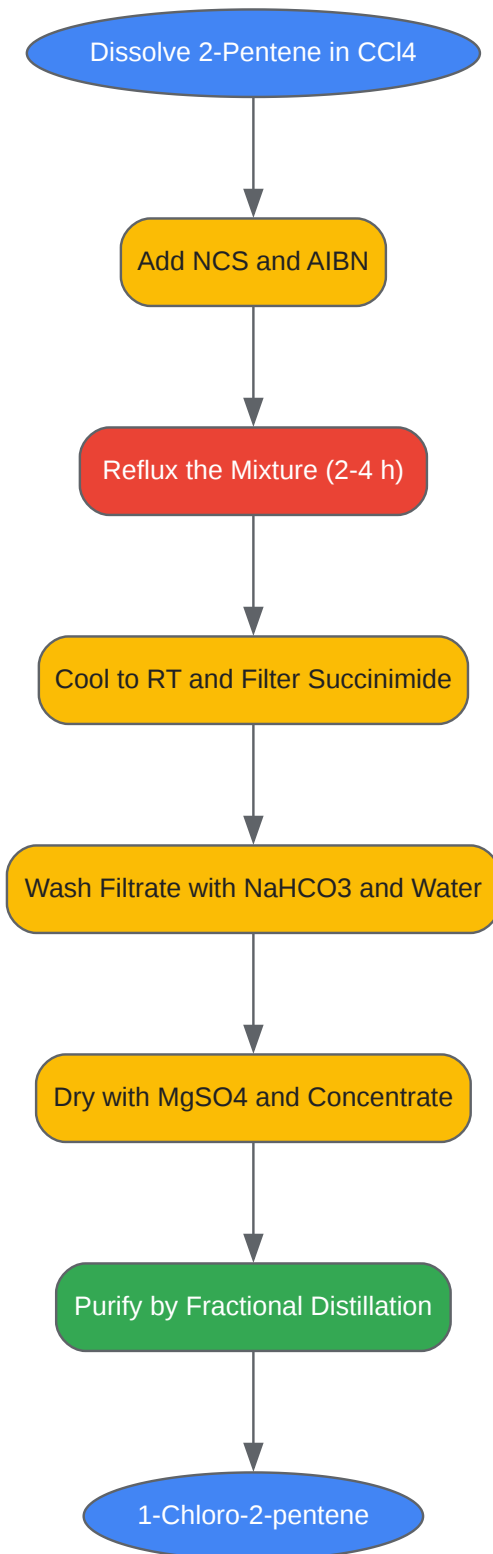 Dissolve 2-Pentene in CCl4
Add NCS and AIBN
Reflux the Mixture (2-4 h)
Cool to RT and Filter Succinimide
Wash Filtrate with NaHCO3 and Water
Dry with MgSO4 and Concentrate
Purify by Fractional Distillation
1-Chloro-2-pentene